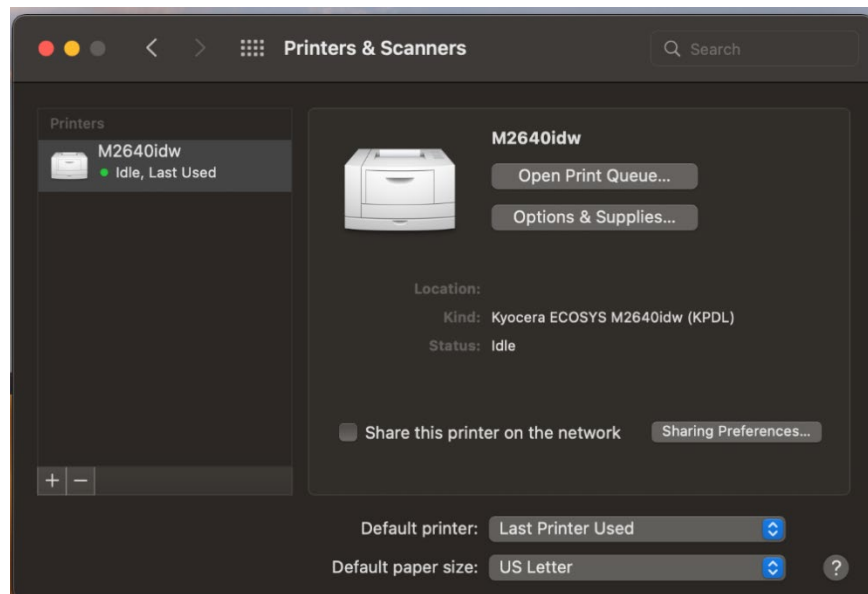 Printers & Scanners
Search
Printers
M2640idw
Idle, Last Used
M2640idw
Open Print Queue...
Options & Supplies...
Location:
Kind: Kyocera ECOSYS M2640idw (KPDL)
Status: Idle
Share this printer on the network Sharing Preferences...
+ −
Default printer: Last Printer Used
Default paper size: US Letter ?